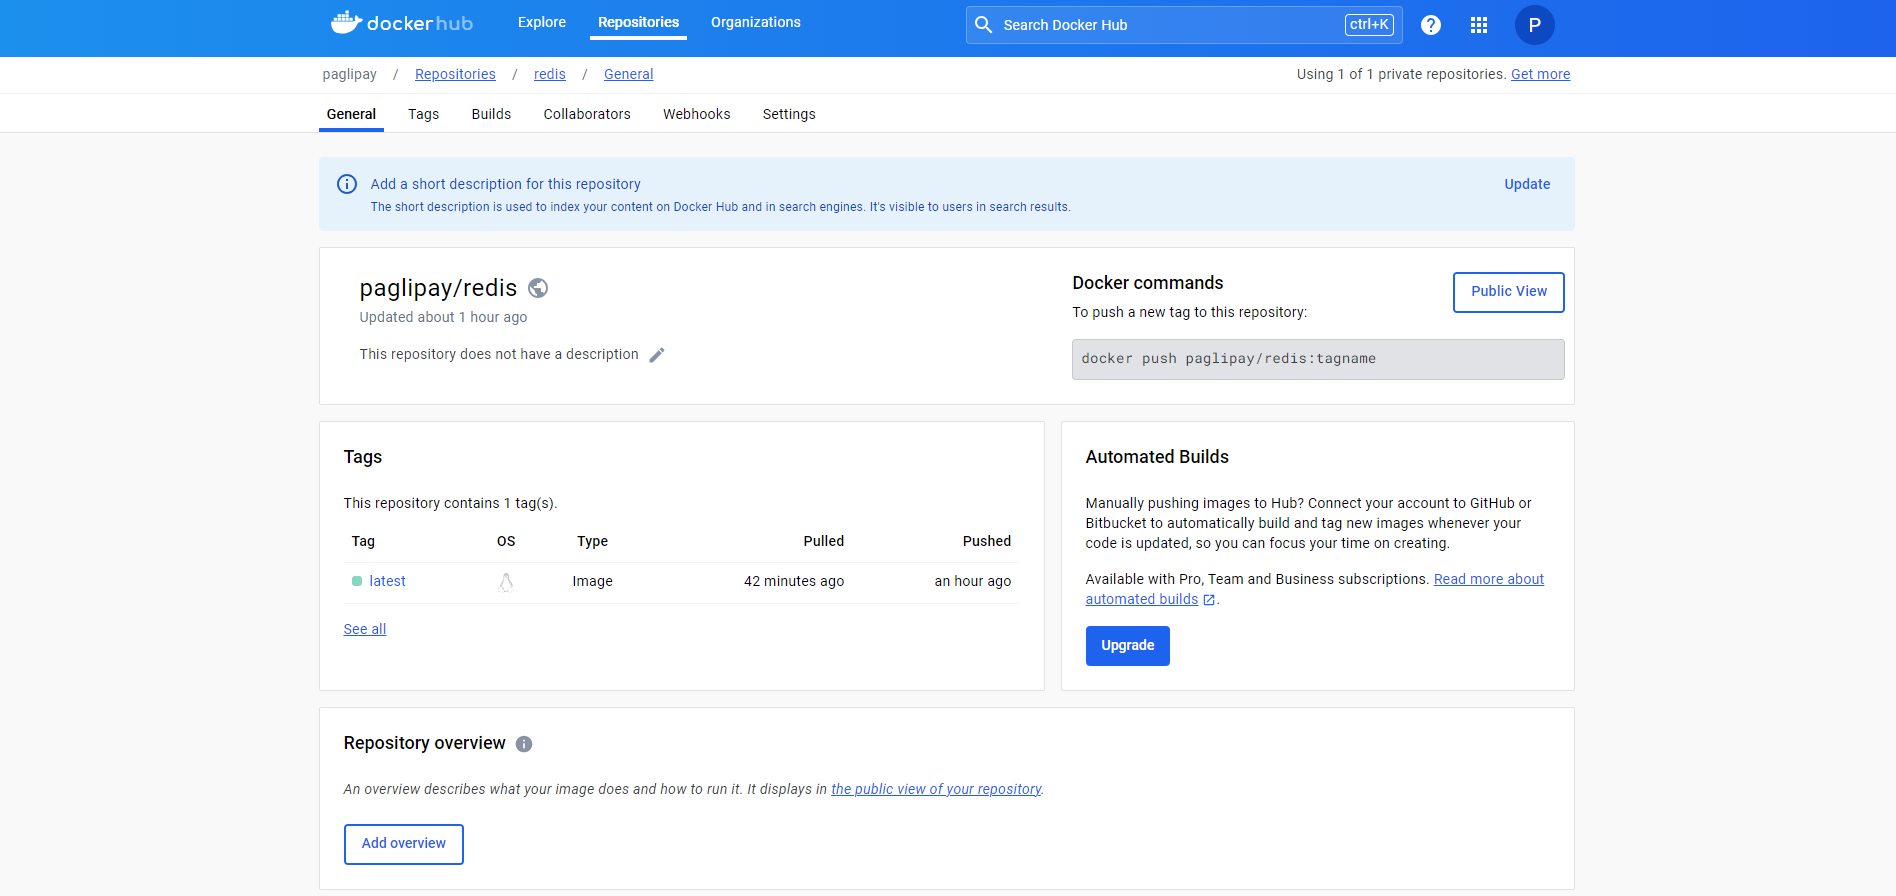 dockerhub Explore Repositories Organizations Search Docker Hub ctrl+K P
paglipay / Repositories / redis / General Using 1 of 1 private repositories. Get more
General Tags Builds Collaborators Webhooks Settings
Add a short description for this repository Update
The short description is used to index your content on Docker Hub and in search engines. It's visible to users in search results.
paglipay/redis
Updated about 1 hour ago
This repository does not have a description
Docker commands Public View
To push a new tag to this repository:
docker push paglipay/redis:tagname
Tags
This repository contains 1 tag(s).
Tag OS Type Pulled Pushed
latest Image 42 minutes ago an hour ago
See all
Automated Builds
Manually pushing images to Hub? Connect your account to GitHub or
Bitbucket to automatically build and tag new images whenever your
code is updated, so you can focus your time on creating.
Available with Pro, Team and Business subscriptions. Read more about
automated builds .
Upgrade
Repository overview
An overview describes what your image does and how to run it. It displays in the public view of your repository.
Add overview